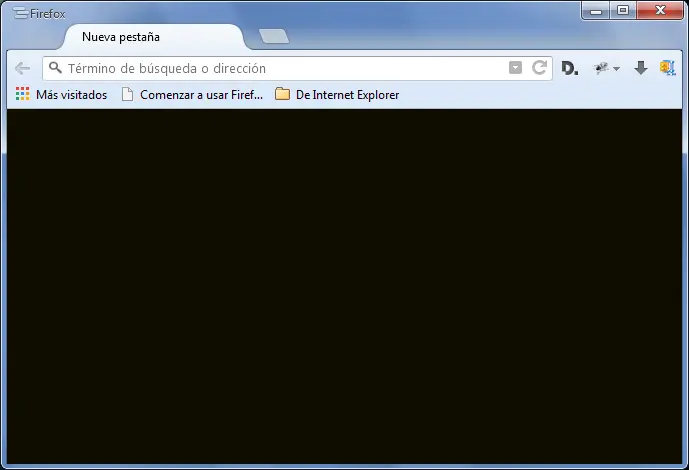 Firefox
Nueva pestaña
Término de búsqueda o dirección
D.
Más visitados Comenzar a usar Firef... De Internet Explorer